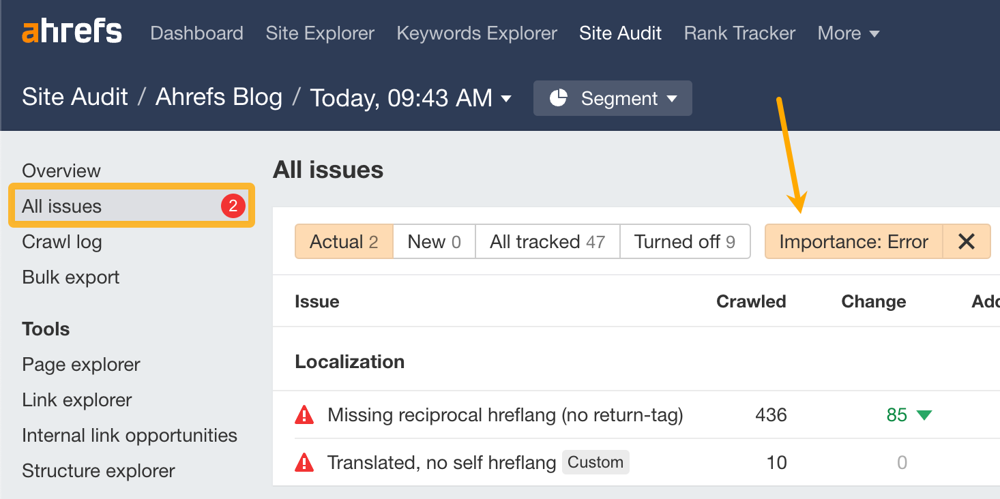 ahrefs Dashboard Site Explorer Keywords Explorer Site Audit Rank Tracker More
Site Audit / Ahrefs Blog / Today, 09:43 AM Segment
Overview
All issues 2
Crawl log
Bulk export
Tools
Page explorer
Link explorer
Internal link opportunities
Structure explorer
All issues
Actual 2 New 0 All tracked 47 Turned off 9 Importance: Error
Issue Crawled Change
Localization
Missing reciprocal hreflang (no return-tag) 436 85
Translated, no self hreflang Custom 10 0